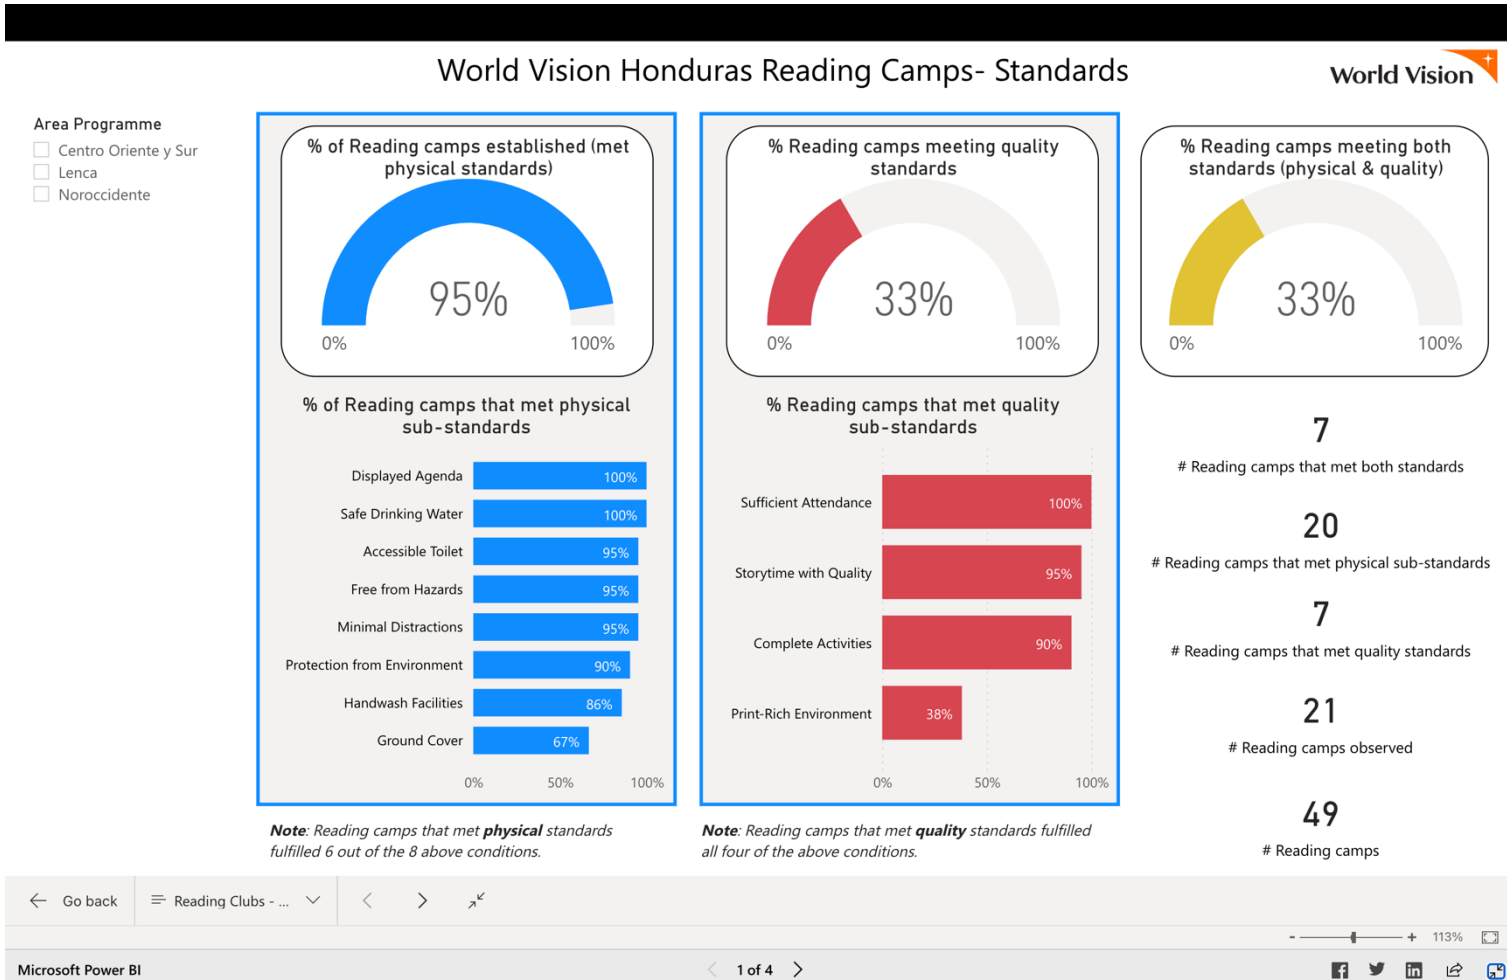 World Vision Honduras Reading Camps- Standards
World Vision
Area Programme
Centro Oriente y Sur
Lenca
Noroccidente
% of Reading camps established (met
physical standards)
95%
0%
100%
% of Reading camps that met physical
sub-standards
Displayed Agenda
100%
Safe Drinking Water
100%
Accessible Toilet
95%
Free from Hazards
95%
Minimal Distractions
95%
Protection from Environment
90%
Handwash Facilities
86%
Ground Cover
67%
0%
50%
100%
Note: Reading camps that met physical standards
fulfilled 6 out of the 8 above conditions.
% Reading camps meeting quality
standards
33%
0%
100%
% Reading camps that met quality
sub-standards
Sufficient Attendance
100%
Storytime with Quality
95%
Complete Activities
90%
Print-Rich Environment
38%
0%
50%
100%
Note: Reading camps that met quality standards fulfilled
all four of the above conditions.
% Reading camps meeting both
standards (physical & quality)
33%
0%
100%
7
# Reading camps that met both standards
20
# Reading camps that met physical sub-standards
7
# Reading camps that met quality standards
21
# Reading camps observed
49
# Reading camps
Go back
Reading Clubs - ...
- + 113%
Microsoft Power BI
1 of 4